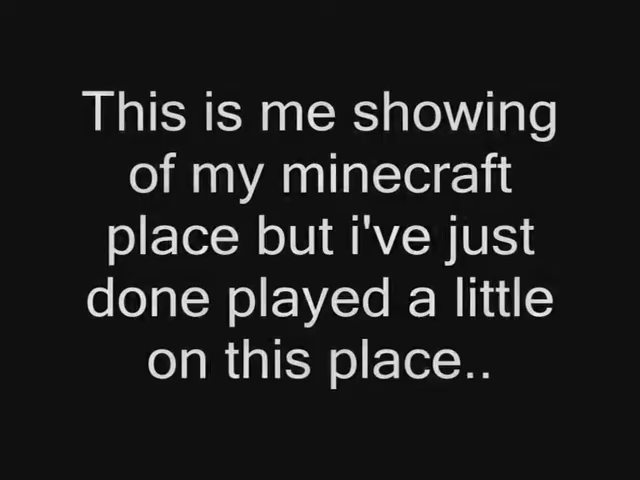 This is me showing
of my minecraft
place but i've just
done played a little
on this place..